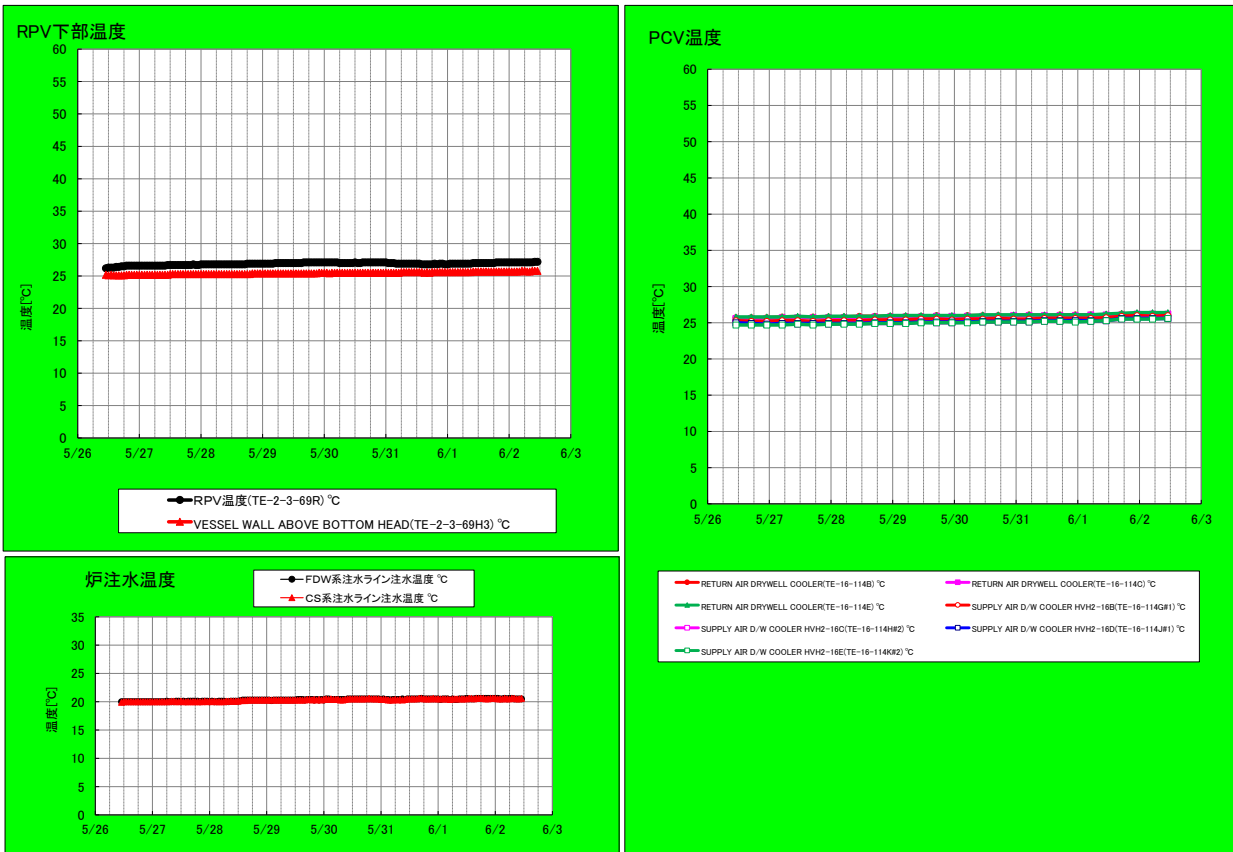 RPV下部温度
60
55
50
45
40
35
30
25
20
15
10
5
0
温度[℃]
5/26 5/27 5/28 5/29 5/30 5/31 6/1 6/2 6/3
RPV温度(TE-2-3-69R) ℃
VESSEL WALL ABOVE BOTTOM HEAD(TE-2-3-69H3) ℃
炉注水温度
FDW系注水ライン注水温度 ℃
CS系注水ライン注水温度 ℃
35
30
25
20
15
10
5
0
温度[℃]
5/26 5/27 5/28 5/29 5/30 5/31 6/1 6/2 6/3
PCV温度
60
55
50
45
40
35
30
25
20
15
10
5
0
温度[℃]
5/26 5/27 5/28 5/29 5/30 5/31 6/1 6/2 6/3
RETURN AIR DRYWELL COOLER(TE-16-114B) ℃
RETURN AIR DRYWELL COOLER(TE-16-114C) ℃
RETURN AIR DRYWELL COOLER(TE-16-114E) ℃
SUPPLY AIR D/W COOLER HVH2-16B(TE-16-114G#1) ℃
SUPPLY AIR D/W COOLER HVH2-16C(TE-16-114H#2) ℃
SUPPLY AIR D/W COOLER HVH2-16D(TE-16-114J#1) ℃
SUPPLY AIR D/W COOLER HVH2-16E(TE-16-114K#2) ℃